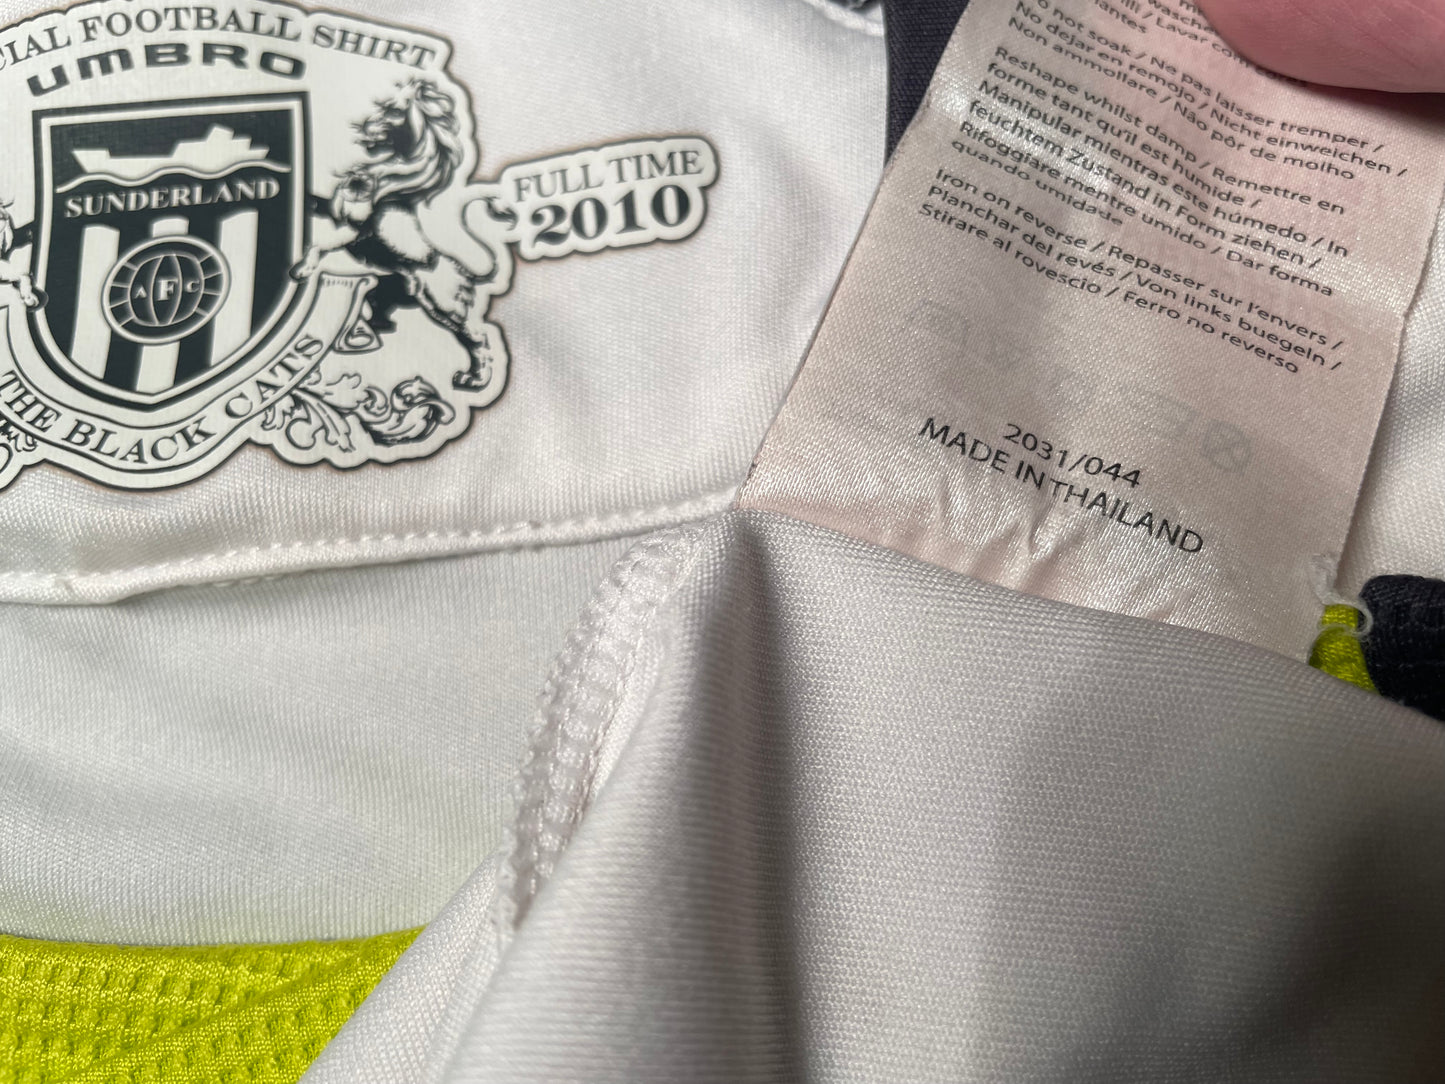 CIAL FOOTBALL SHIRT
UMBRO
SUNDERLAND
AFC
THE BLACK CATS
FULL TIME
2010
Do not soak / Ne pas laisser tremper /
No dejar en remojo / Nicht einweichen /
Non ammollare / Não pôr de molho
Reshape whilst damp / Remettre en
forme tant qu'il est humide /
Manipular mientras este húmedo / In
feuchtem Zustand in Form ziehen /
Rifoggiare mentre umido / Dar forma
quando umidade
Iron on reverse / Repasser sur l'envers /
Planchar del revés / Von links buegeln /
Stirare al rovescio / Ferro no reverso
2031/044
MADE IN THAILAND